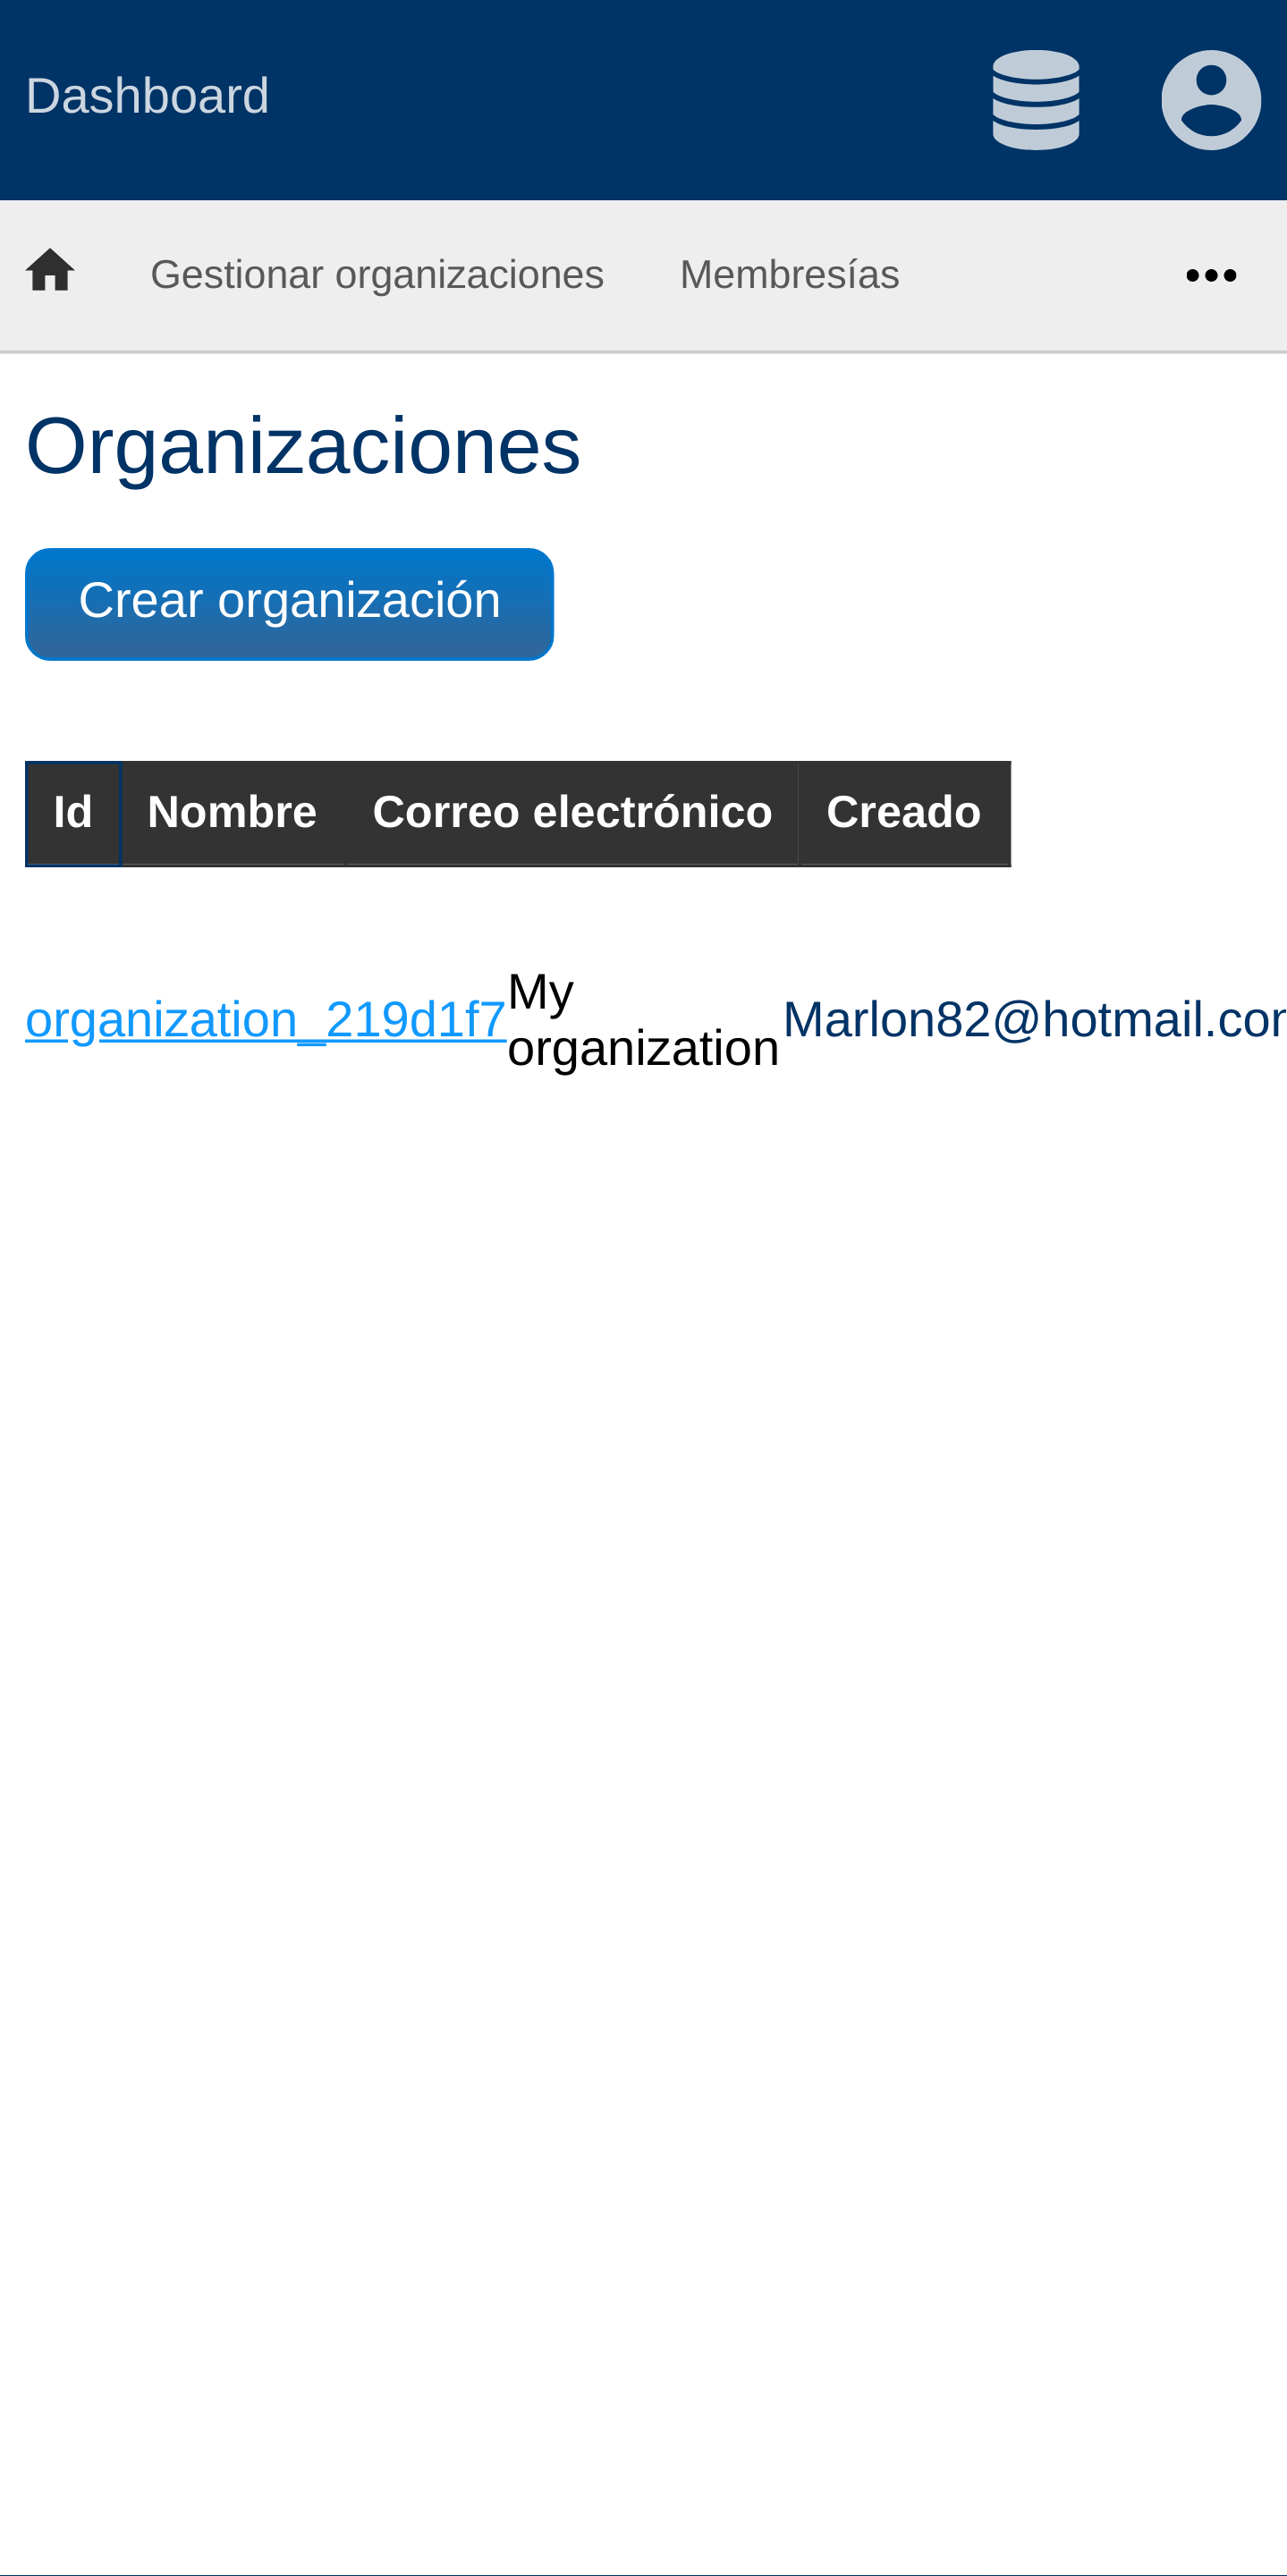 Dashboard
Gestionar organizaciones Membresías
Organizaciones
Crear organización
Id Nombre Correo electrónico Creado
organization_219d1f7 My organization Marlon82@hotmail.cor